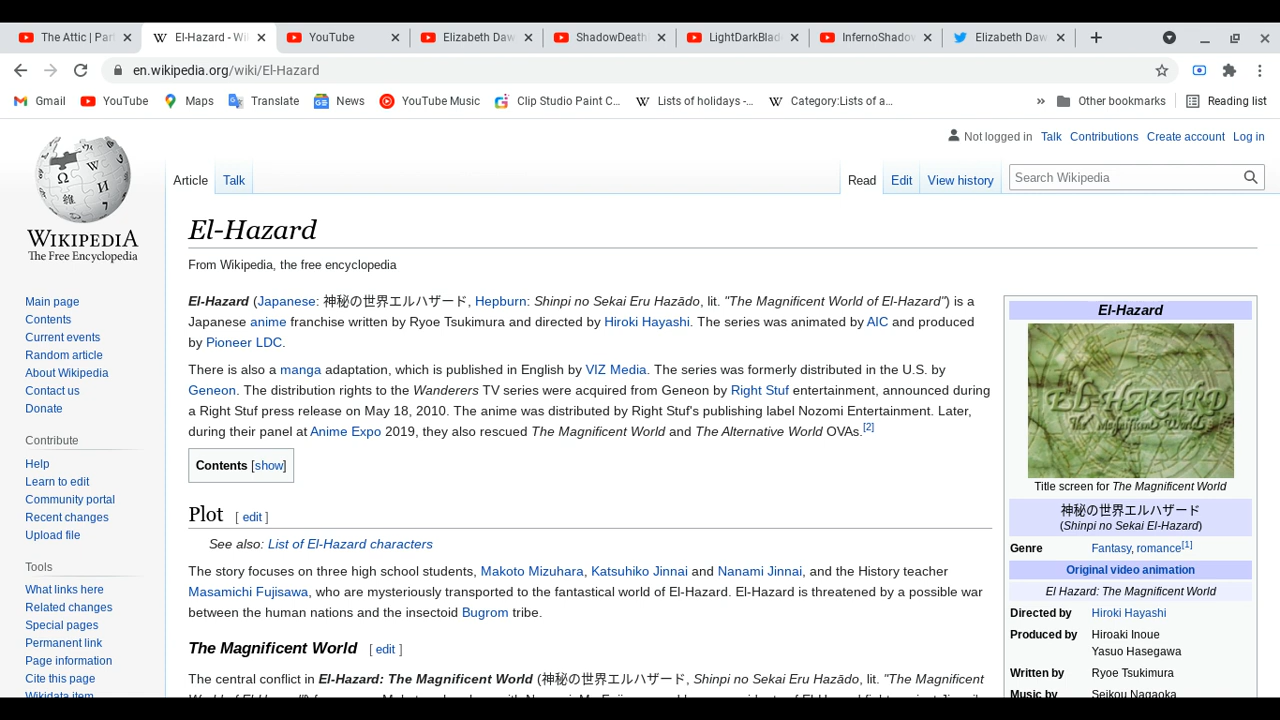 The Attic | Par
El-Hazard - Wi
YouTube
Elizabeth Daw
ShadowDeath
LightDarkBlad
InfernoShadow
Elizabeth Daw
en.wikipedia.org/wiki/El-Hazard
Gmail
YouTube
Maps
Translate
News
YouTube Music
Clip Studio Paint C...
Lists of holidays -...
Category:Lists of a...
»
Other bookmarks
Reading list
Not logged in Talk Contributions Create account Log in
Article Talk
Read Edit View history
Search Wikipedia
WIKIPEDIA
The Free Encyclopedia
Main page
Contents
Current events
Random article
About Wikipedia
Contact us
Donate
Contribute
Help
Learn to edit
Community portal
Recent changes
Upload file
Tools
What links here
Related changes
Special pages
Permanent link
Page information
Cite this page
Wikidata item
El-Hazard
From Wikipedia, the free encyclopedia
El-Hazard (Japanese: 神秘の世界エルハザード, Hepburn: Shinpi no Sekai Eru Hazādo, lit. "The Magnificent World of El-Hazard") is a
Japanese anime franchise written by Ryoe Tsukimura and directed by Hiroki Hayashi. The series was animated by AIC and produced
by Pioneer LDC.
There is also a manga adaptation, which is published in English by VIZ Media. The series was formerly distributed in the U.S. by
Geneon. The distribution rights to the Wanderers TV series were acquired from Geneon by Right Stuf entertainment, announced during
a Right Stuf press release on May 18, 2010. The anime was distributed by Right Stuf's publishing label Nozomi Entertainment. Later,
during their panel at Anime Expo 2019, they also rescued The Magnificent World and The Alternative World OVAs.[2]
Contents [show]
Plot [ edit ]
See also: List of El-Hazard characters
The story focuses on three high school students, Makoto Mizuhara, Katsuhiko Jinnai and Nanami Jinnai, and the History teacher
Masamichi Fujisawa, who are mysteriously transported to the fantastical world of El-Hazard. El-Hazard is threatened by a possible war
between the human nations and the insectoid Bugrom tribe.
The Magnificent World [ edit ]
The central conflict in El-Hazard: The Magnificent World (神秘の世界エルハザード, Shinpi no Sekai Eru Hazādo, lit. "The Magnificent
El-Hazard
EL-HAZARD
The Magnificent World
Title screen for The Magnificent World
神秘の世界エルハザード
(Shinpi no Sekai El-Hazard)
Genre Fantasy, romance[1]
Original video animation
El Hazard: The Magnificent World
Directed by Hiroki Hayashi
Produced by Hiroaki Inoue
Yasuo Hasegawa
Written by Ryoe Tsukimura
Music by Seikou Nagaoka